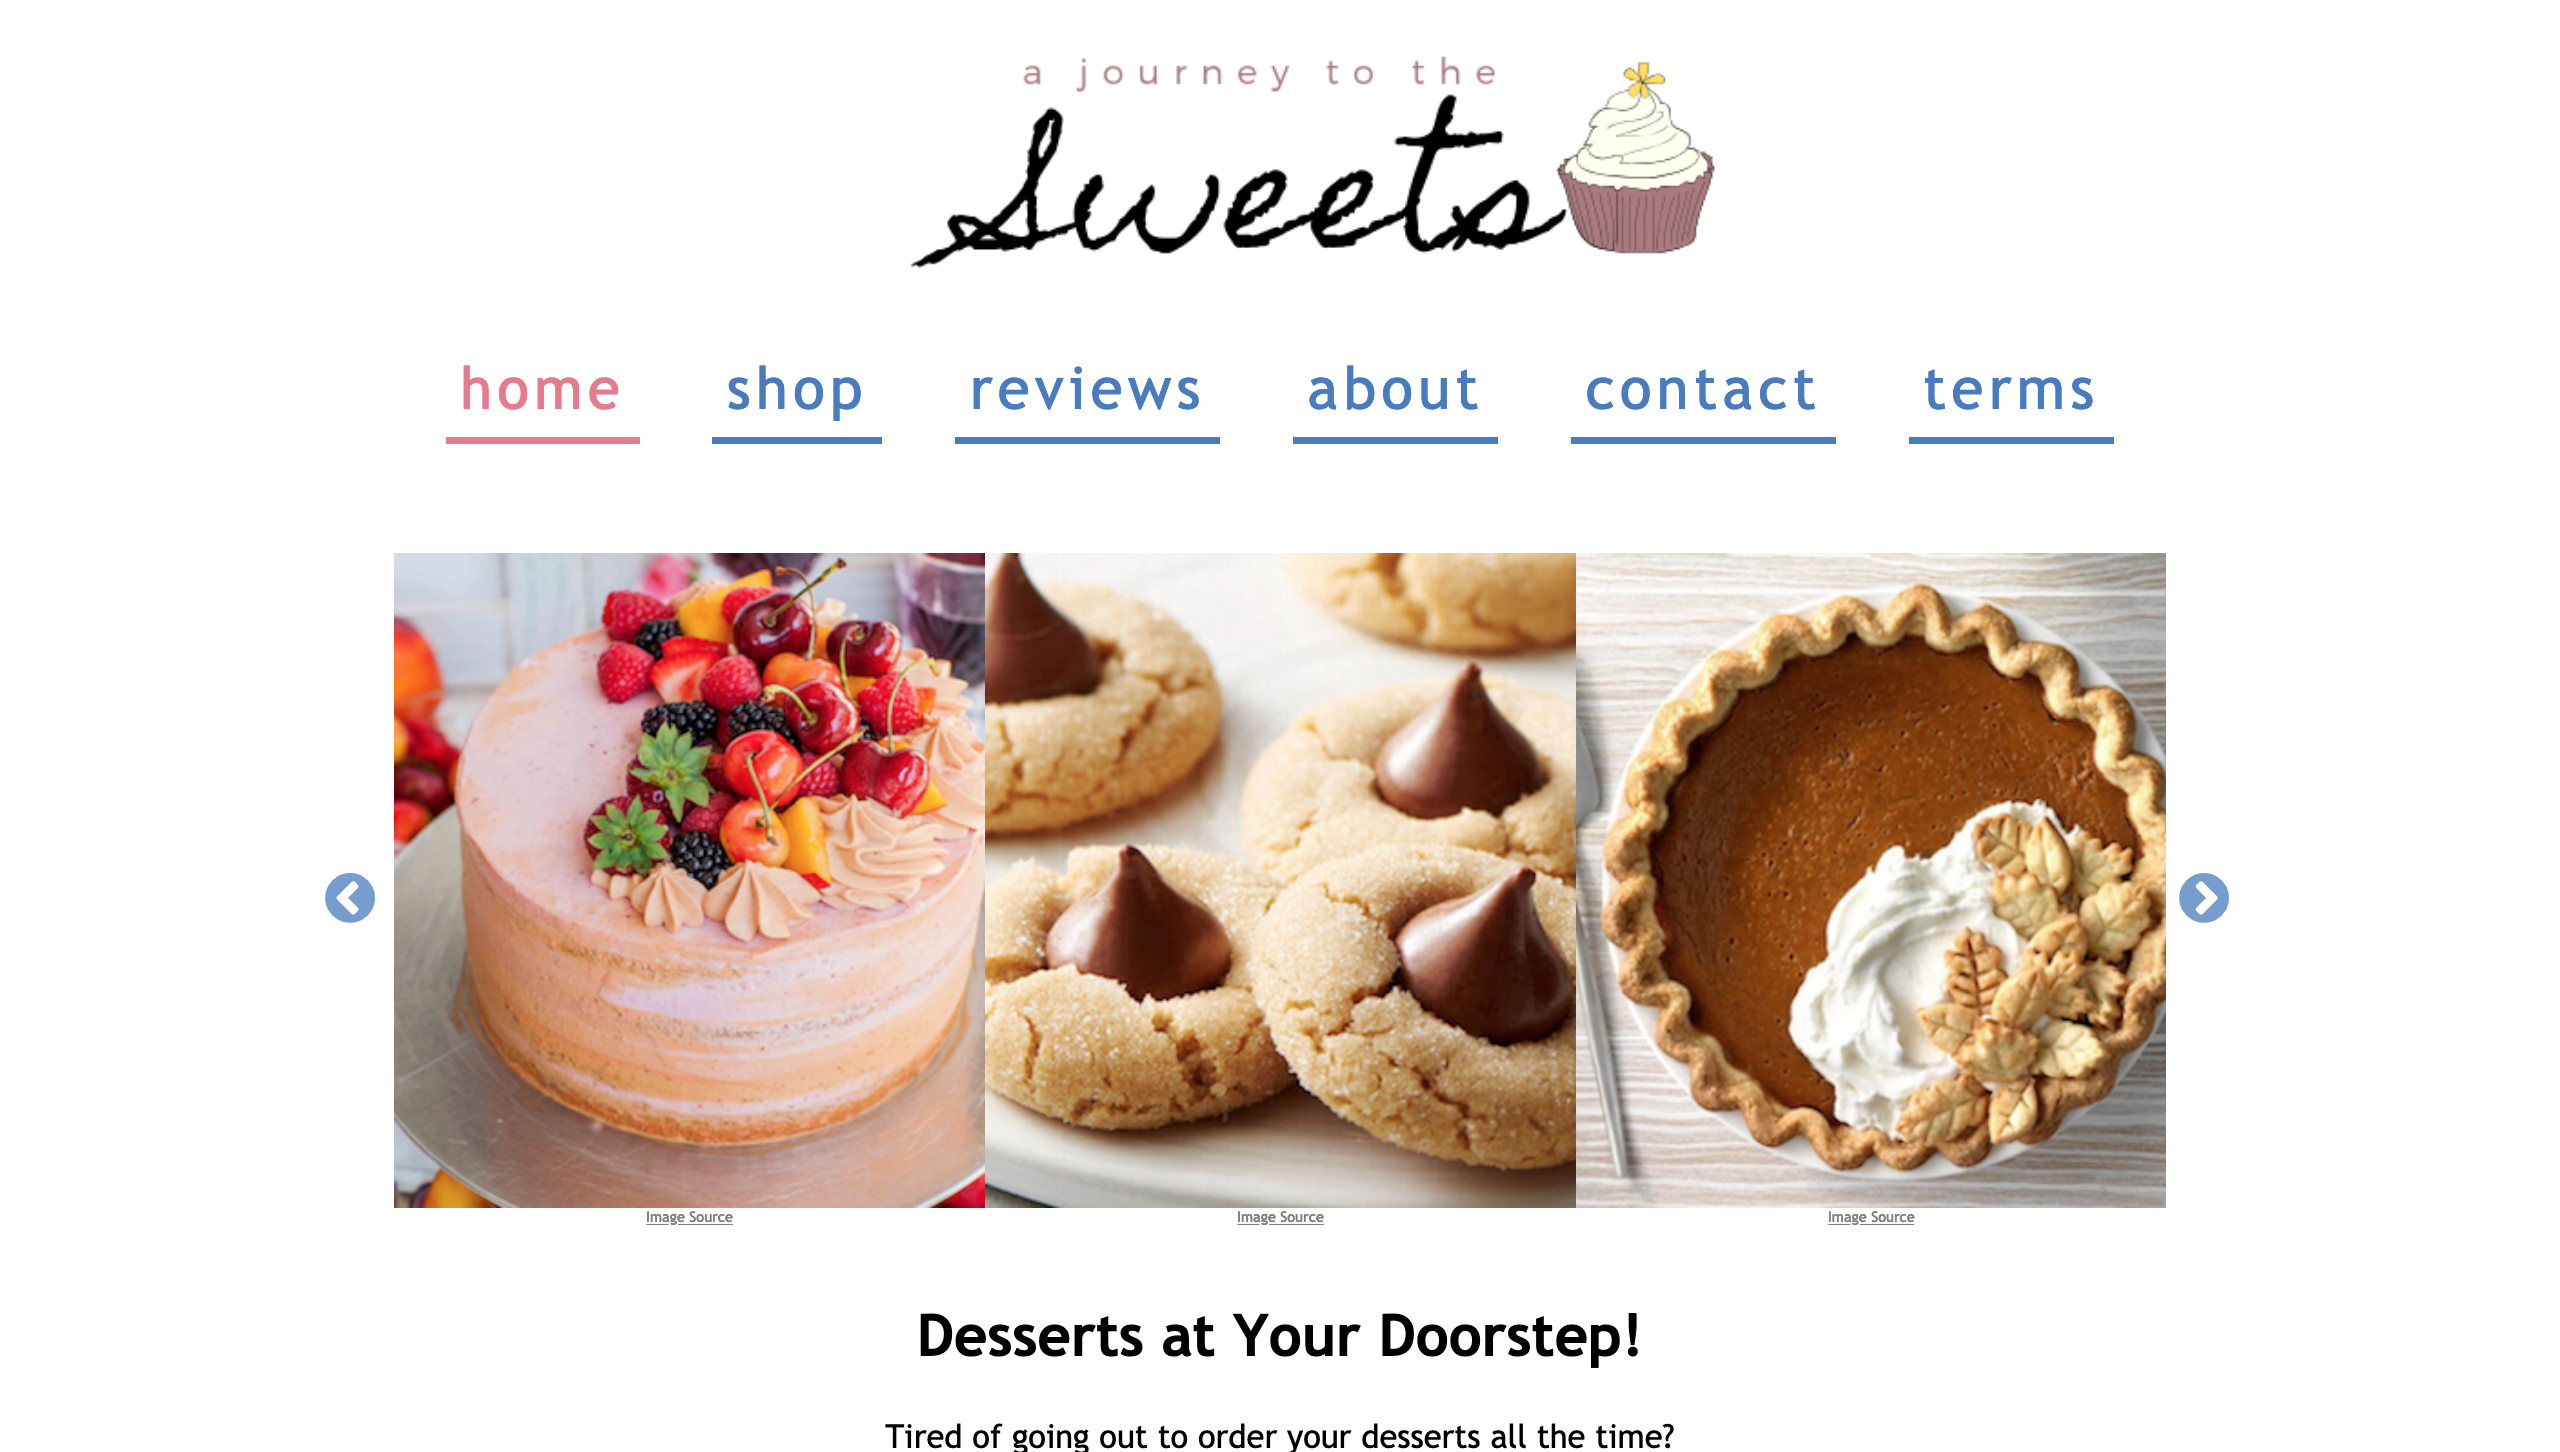 a journey to the
Sweets
home shop reviews about contact terms
Image Source Image Source Image Source
Desserts at Your Doorstep!
Tired of going out to order your desserts all the time?